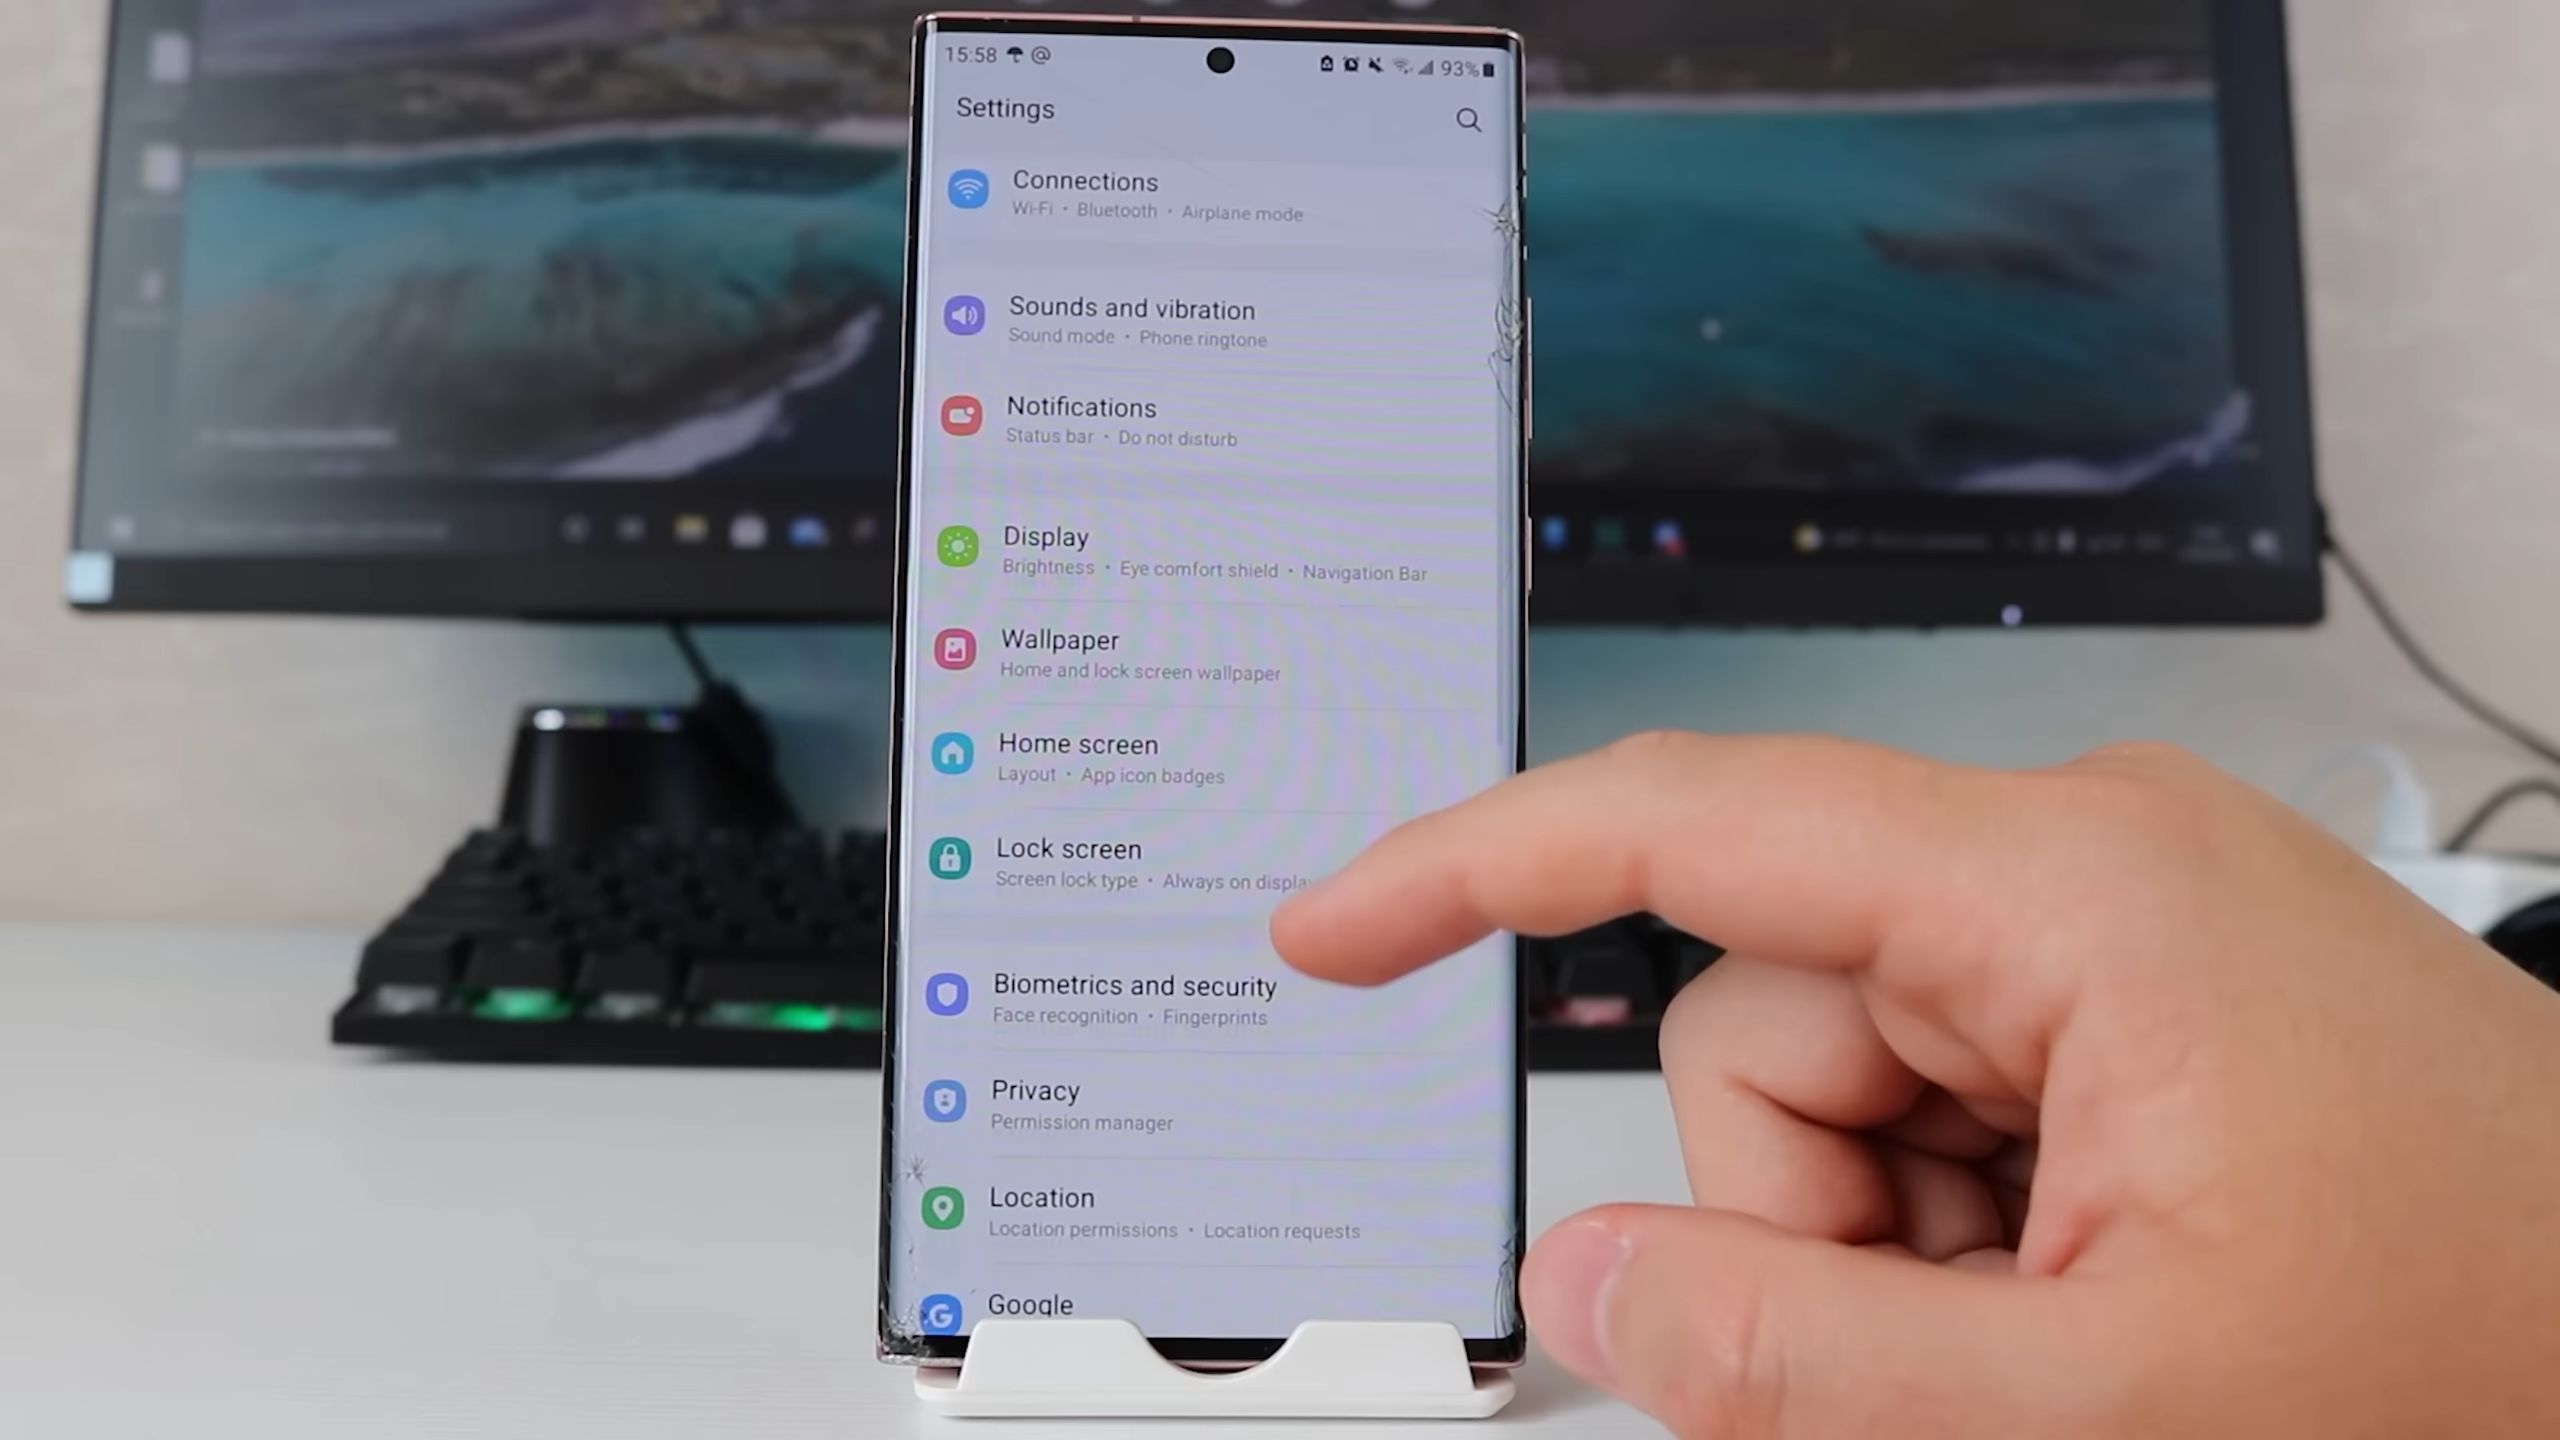 15:58 @ 93%
Settings
Connections
Wi-Fi • Bluetooth • Airplane mode
Sounds and vibration
Sound mode • Phone ringtone
Notifications
Status bar • Do not disturb
Display
Brightness • Eye comfort shield • Navigation Bar
Wallpaper
Home and lock screen wallpaper
Home screen
Layout • App icon badges
Lock screen
Screen lock type • Always on display
Biometrics and security
Face recognition • Fingerprints
Privacy
Permission manager
Location
Location permissions • Location requests
G Google